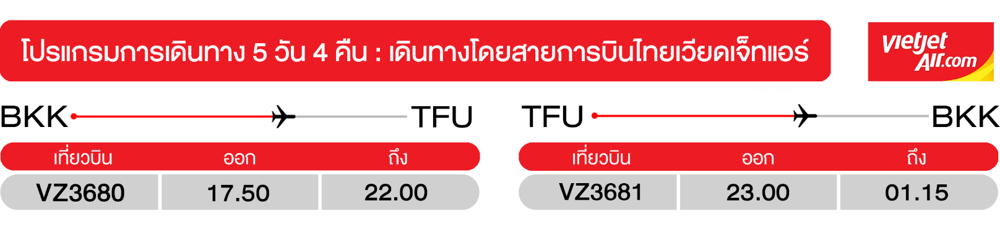 โปรแกรมการเดินทาง 5 วัน 4 คืน : เดินทางโดยสายการบินไทยเวียดเจ็ทแอร์
vietjet
Air.com
BKK TFU
เที่ยวบิน ออก ถึง
VZ3680 17.50 22.00
TFU BKK
เที่ยวบิน ออก ถึง
VZ3681 23.00 01.15